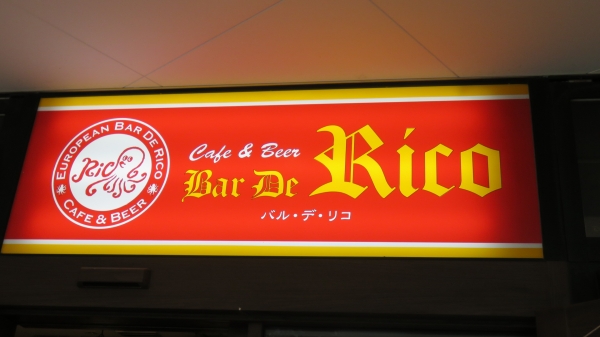 EUROPEAN BAR DE RICO
Rico
CAFE & BEER
Cafe & Beer
Bar De Rico
バル・デ・リコ